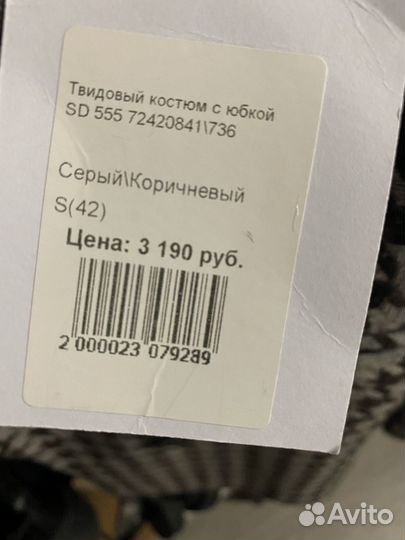 Твидовый костюм с юбкой
SD 555 72420841\736
Серый\Коричневый
S(42)
Цена: 3 190 руб.
2 000023 079289
Avito